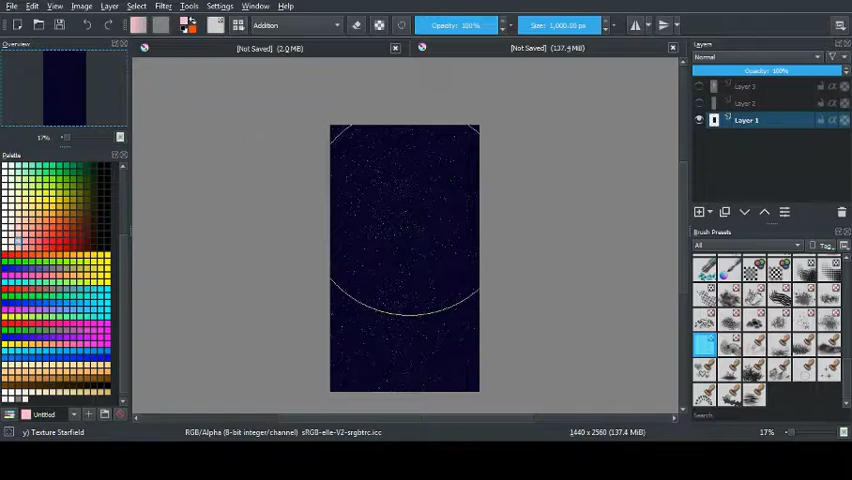 File Edit View Image Layer Select Filter Tools Settings Window Help
Addition Opacity: 100% Size: 1,000.00 px
Overview
[Not Saved] (2.0 MB)
[Not Saved] (137.4 MiB)
Layers
Normal
Opacity: 100%
Layer 3
Layer 2
Layer 1
17%
Palette
Brush Presets
All
Tag
Untitled
Search
y) Texture Starfield
RGB/Alpha (8-bit integer/channel) sRGB-elle-V2-srgbtrc.icc
1440 x 2560 (137.4 MiB)
17%